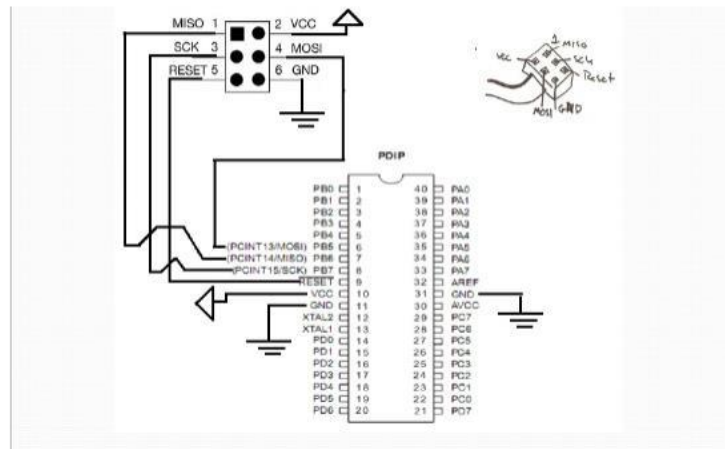 MISO 1 2 VCC
SCK 3 4 MOSI
RESET 5 6 GND
1 MISO
VCC SCK
Reset
MOSI GND
PDIP
PB0 1 40 PA0
PB1 2 39 PA1
PB2 3 38 PA2
PB3 4 37 PA3
PB4 5 36 PA4
(PCINT13/MOSI) PB5 6 35 PA5
(PCINT14/MISO) PB6 7 34 PA6
(PCINT15/SCK) PB7 8 33 PA7
RESET 9 32 AREF
VCC 10 31 GND
GND 11 30 AVCC
XTAL2 12 29 PC7
XTAL1 13 28 PC6
PD0 14 27 PC5
PD1 15 26 PC4
PD2 16 25 PC3
PD3 17 24 PC2
PD4 18 23 PC1
PD5 19 22 PC0
PD6 20 21 PD7